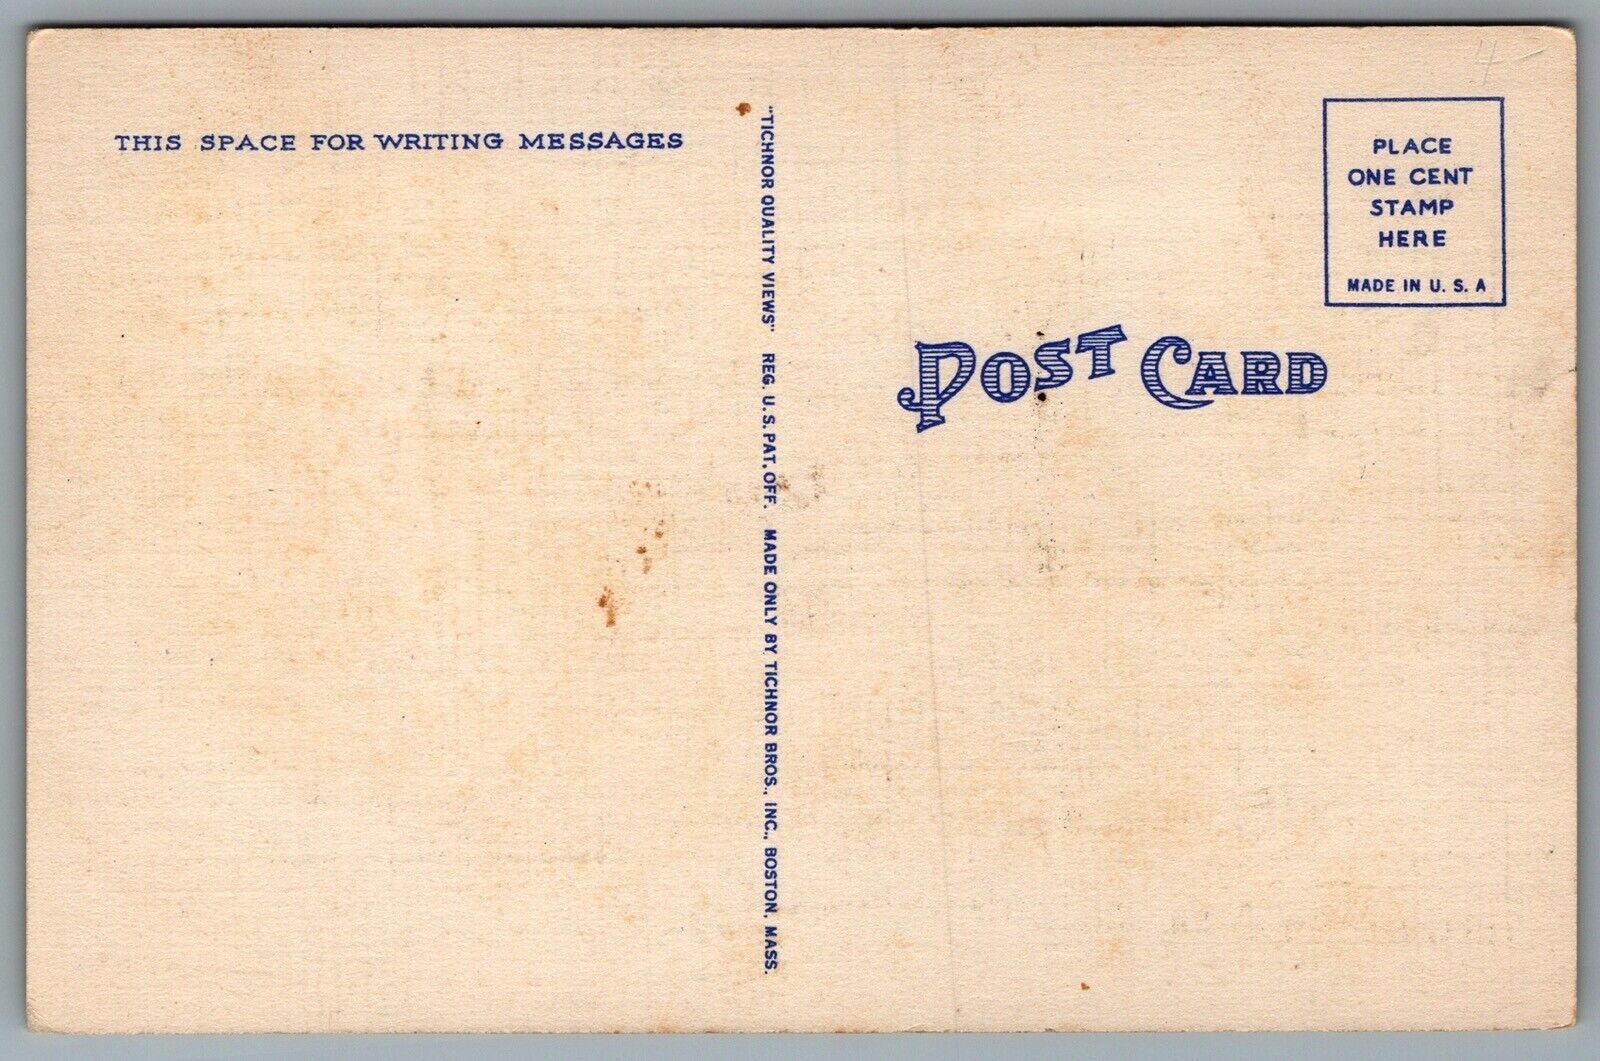 THIS SPACE FOR WRITING MESSAGES
"TICHNOR QUALITY VIEWS" REG. U.S. PAT. OFF. MADE ONLY BY TICHNOR BROS., INC., BOSTON, MASS.
4
PLACE
ONE CENT
STAMP
HERE
MADE IN U. S. A
POST CARD